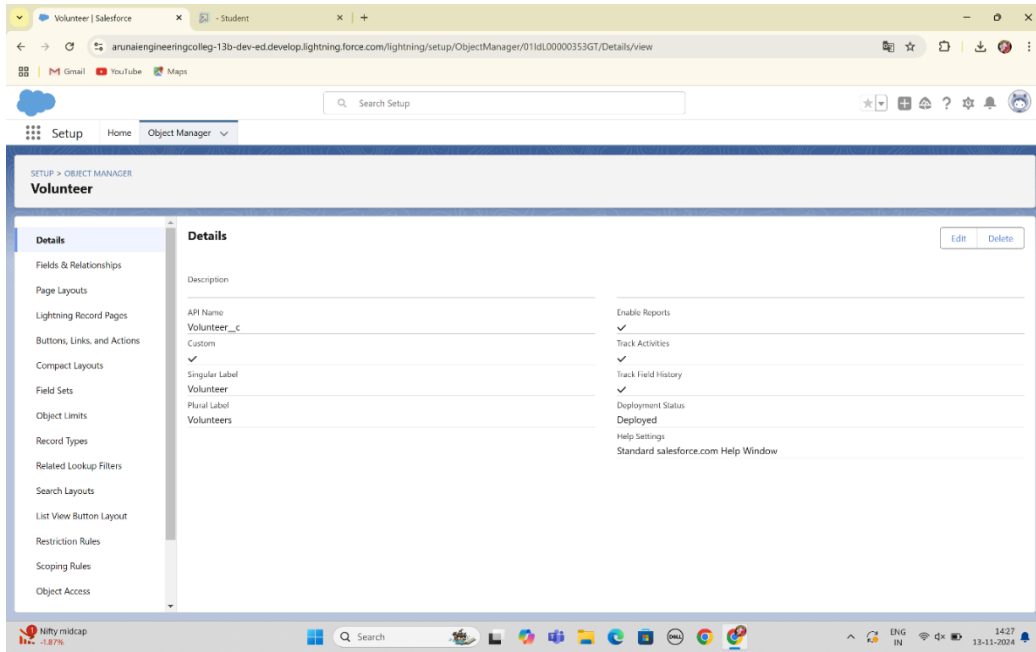 Volunteer | Salesforce
- Student
arunaiengineeringcolleg-13b-dev-ed.develop.lightning.force.com/lightning/setup/ObjectManager/01IdL00000353GT/Details/view
Gmail YouTube Maps
Search Setup
Setup Home Object Manager
SETUP > OBJECT MANAGER
Volunteer
Details
Fields & Relationships
Page Layouts
Lightning Record Pages
Buttons, Links, and Actions
Compact Layouts
Field Sets
Object Limits
Record Types
Related Lookup Filters
Search Layouts
List View Button Layout
Restriction Rules
Scoping Rules
Object Access
Details
Edit Delete
Description
API Name
Volunteer__c
Custom
Singular Label
Volunteer
Plural Label
Volunteers
Enable Reports
Track Activities
Track Field History
Deployment Status
Deployed
Help Settings
Standard salesforce.com Help Window
Nifty midcap
-1.87%
Search
DELL
ENG
IN
14:27
13-11-2024